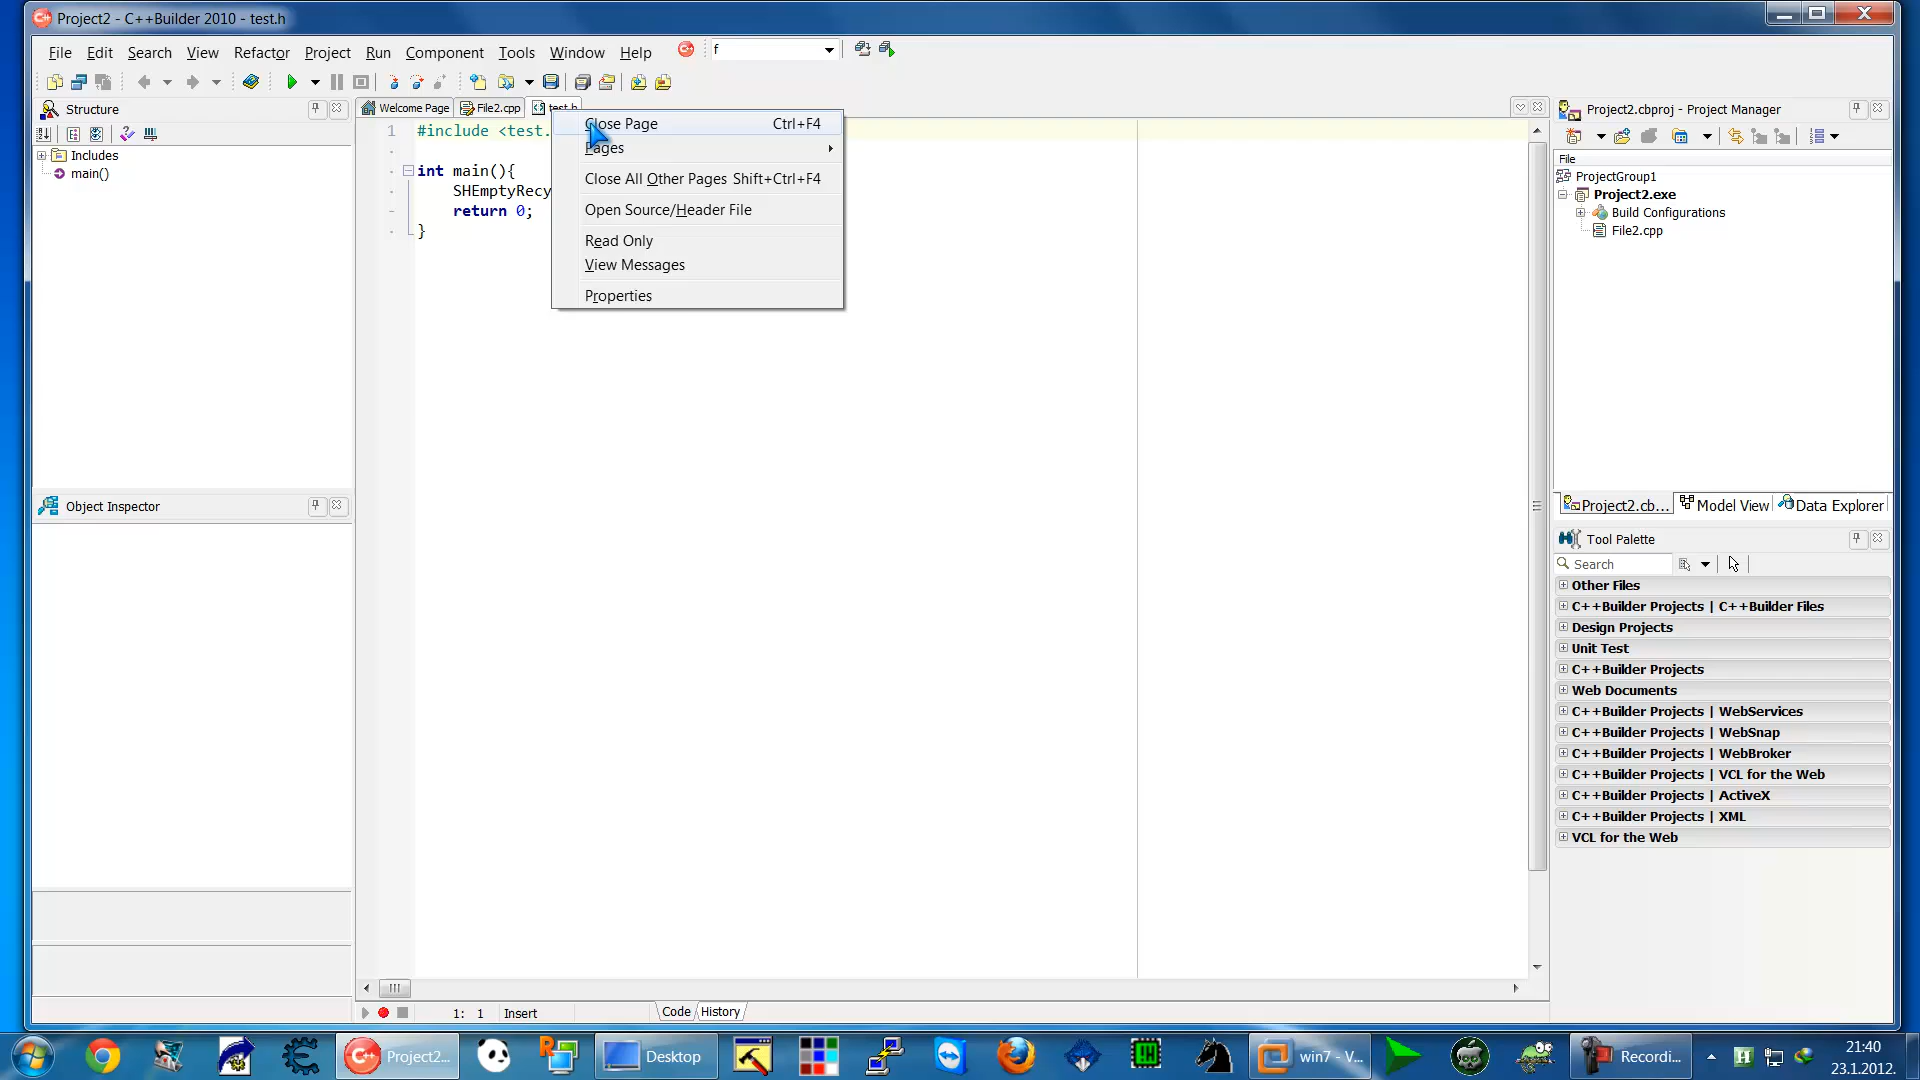 Project2 - C++Builder 2010 - test.h
File Edit Search View Refactor Project Run Component Tools Window Help
f
Structure
Includes
main()
Object Inspector
Welcome Page File2.cpp test.h
1 #include <test.
int main(){
SHEmptyRecy
return 0;
}
Close Page Ctrl+F4
Pages
Close All Other Pages Shift+Ctrl+F4
Open Source/Header File
Read Only
View Messages
Properties
1: 1 Insert
Code History
Project2.cbproj - Project Manager
File
ProjectGroup1
Project2.exe
Build Configurations
File2.cpp
Project2.cb... Model View Data Explorer
Tool Palette
Search
Other Files
C++Builder Projects | C++Builder Files
Design Projects
Unit Test
C++Builder Projects
Web Documents
C++Builder Projects | WebServices
C++Builder Projects | WebSnap
C++Builder Projects | WebBroker
C++Builder Projects | VCL for the Web
C++Builder Projects | ActiveX
C++Builder Projects | XML
VCL for the Web
Project2...
Desktop
win7 - V...
Recordi...
21:40
23.1.2012.